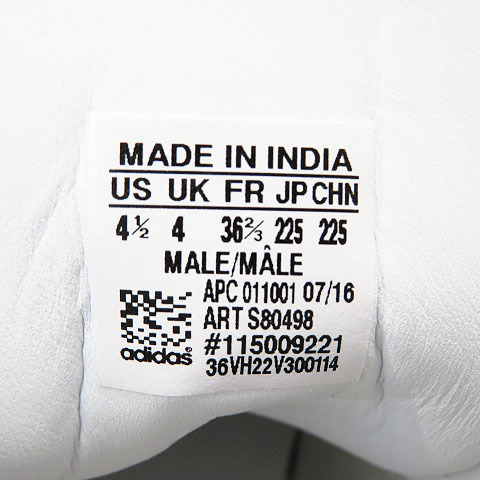 MADE IN INDIA
US UK FR JP CHN
4½ 4 36⅔ 225 225
MALE/MÂLE
APC 011001 07/16
ART S80498
#115009221
36VH22V300114
adidas®